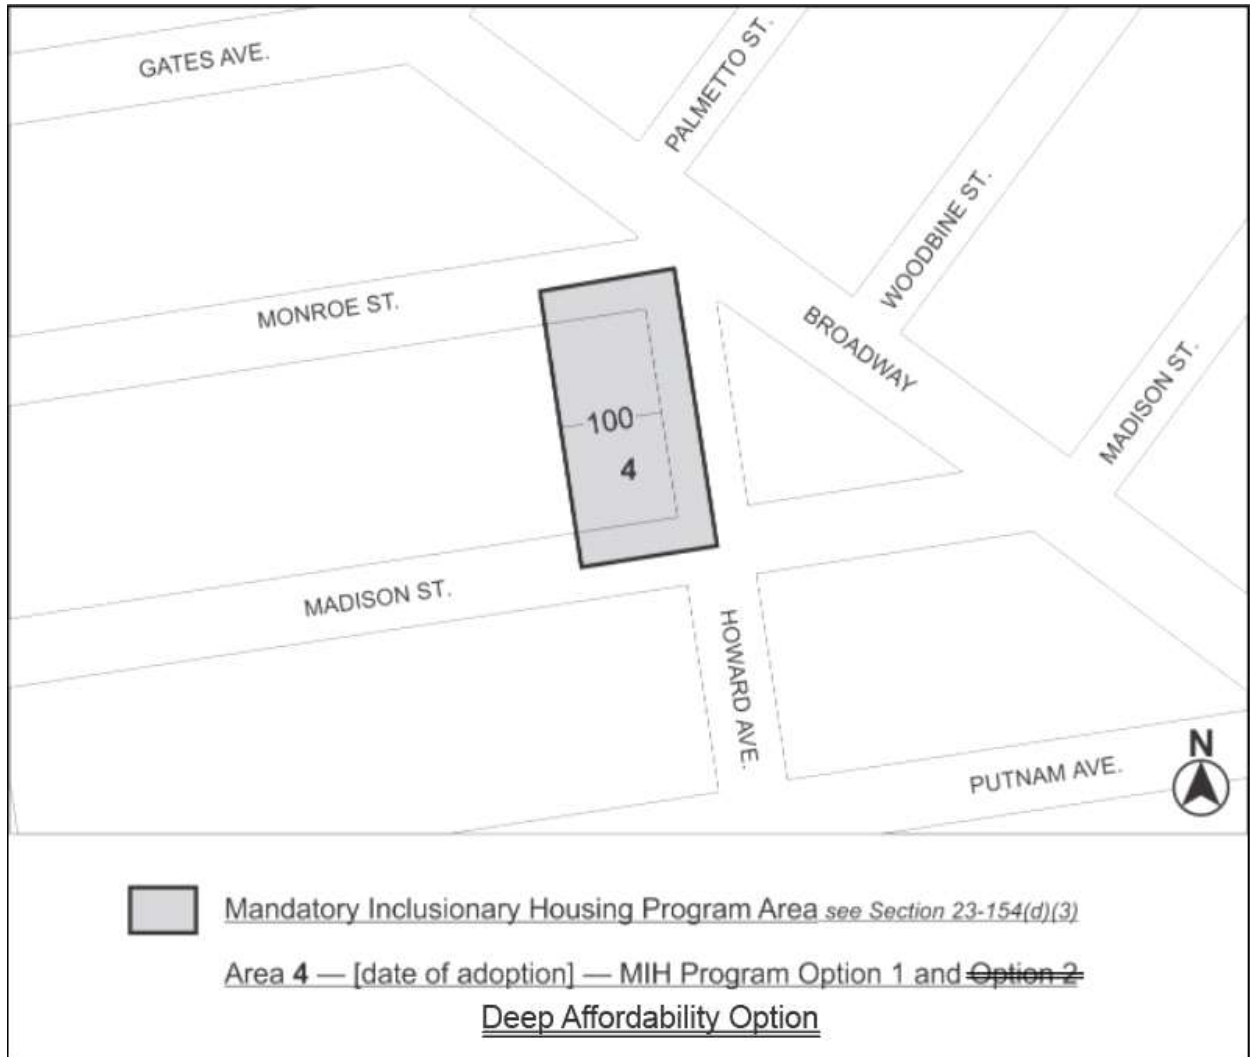 GATES AVE.
PALMETTO ST.
WOODBINE ST.
MONROE ST.
BROADWAY
MADISON ST.
100
4
MADISON ST.
HOWARD AVE.
N
PUTNAM AVE.
Mandatory Inclusionary Housing Program Area see Section 23-154(d)(3)
Area 4 — [date of adoption] — MIH Program Option 1 and Option 2
Deep Affordability Option